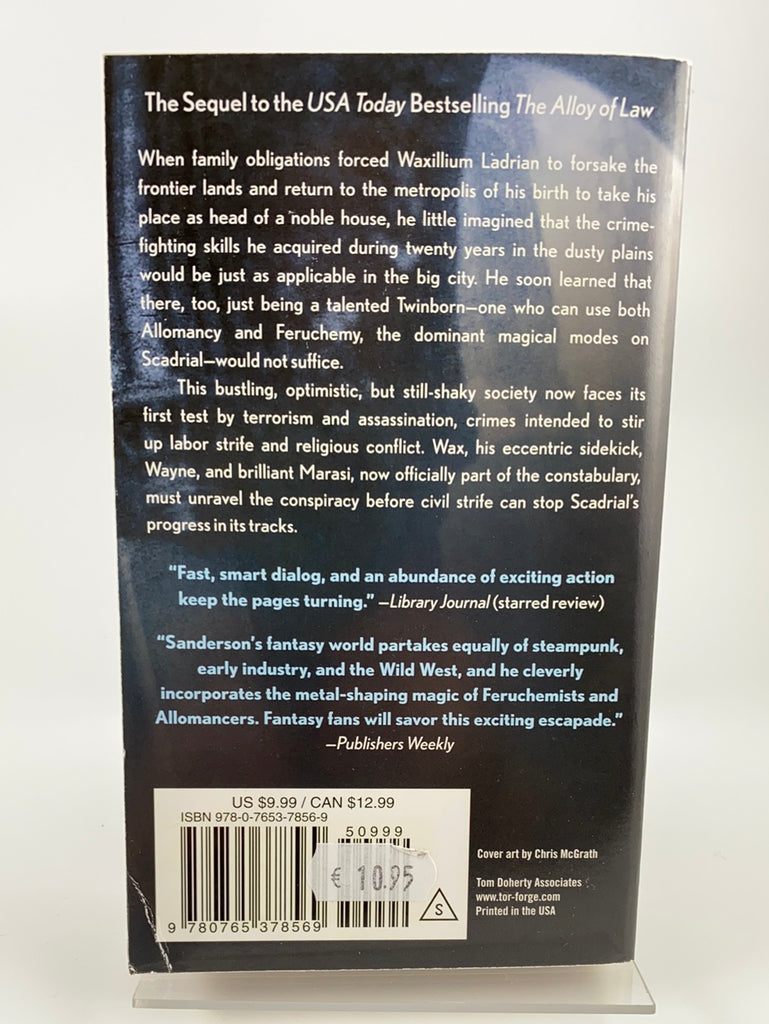 The Sequel to the USA Today Bestselling The Alloy of Law
When family obligations forced Waxillium Ladrian to forsake the
frontier lands and return to the metropolis of his birth to take his
place as head of a noble house, he little imagined that the crime-
fighting skills he acquired during twenty years in the dusty plains
would be just as applicable in the big city. He soon learned that
there, too, just being a talented Twinborn—one who can use both
Allomancy and Feruchemy, the dominant magical modes on
Scadrial—would not suffice.
This bustling, optimistic, but still-shaky society now faces its
first test by terrorism and assassination, crimes intended to stir
up labor strife and religious conflict. Wax, his eccentric sidekick,
Wayne, and brilliant Marasi, now officially part of the constabulary,
must unravel the conspiracy before civil strife can stop Scadrial's
progress in its tracks.
“Fast, smart dialog, and an abundance of exciting action
keep the pages turning.” —Library Journal (starred review)
“Sanderson's fantasy world partakes equally of steampunk,
early industry, and the Wild West, and he cleverly
incorporates the metal-shaping magic of Feruchemists and
Allomancers. Fantasy fans will savor this exciting escapade.”
—Publishers Weekly
US $9.99 / CAN $12.99
ISBN 978-0-7653-7856-9
50999
€ 10.95
S
9 780765 378569
Cover art by Chris McGrath
Tom Doherty Associates
www.tor-forge.com
Printed in the USA